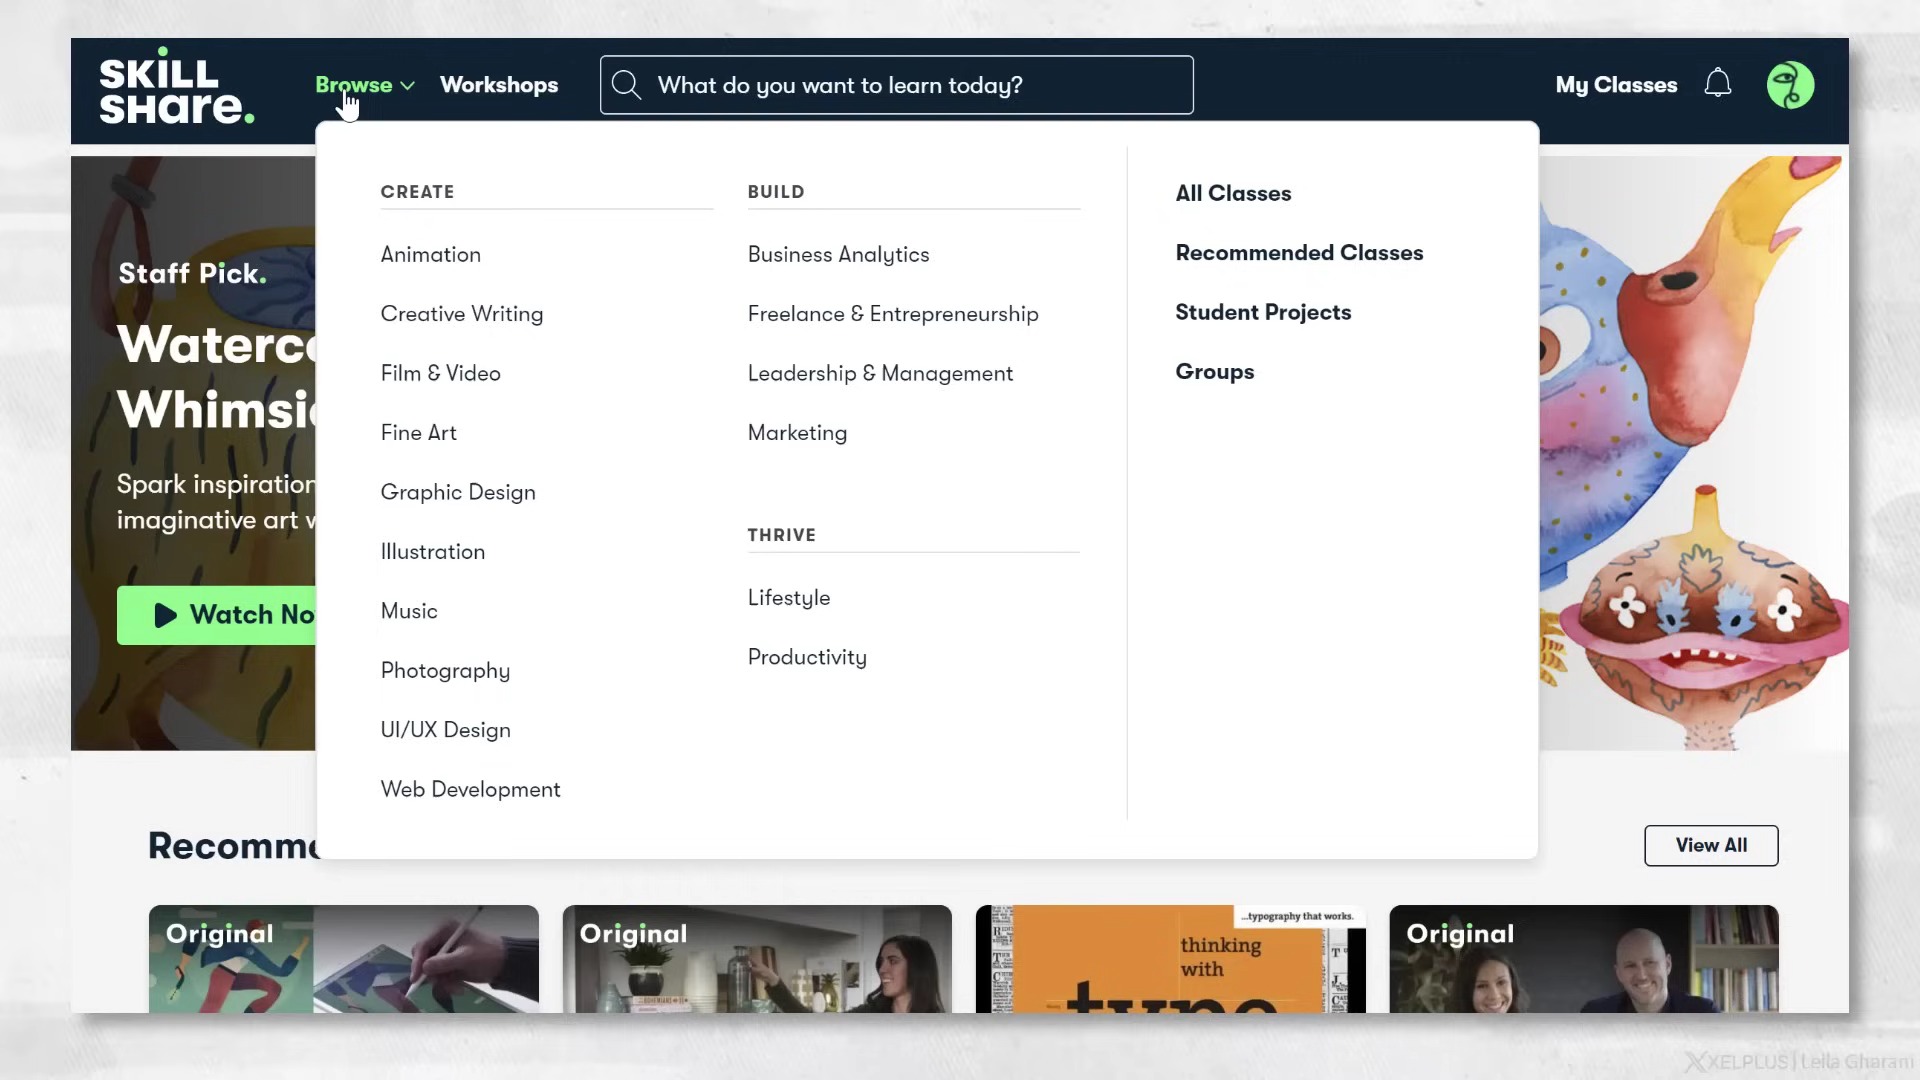 SKILL
SHARE.
Browse
Workshops
What do you want to learn today?
My Classes
CREATE
Animation
Creative Writing
Film & Video
Fine Art
Graphic Design
Illustration
Music
Photography
UI/UX Design
Web Development
BUILD
Business Analytics
Freelance & Entrepreneurship
Leadership & Management
Marketing
THRIVE
Lifestyle
Productivity
All Classes
Recommended Classes
Student Projects
Groups
Staff Pick.
Waterc
Whimsi
Spark inspiration
imaginative art w
Watch No
Recomme
View All
Original
Original
...typography that works.
thinking
with
type
Original
XELPLUS | Leila Gharani